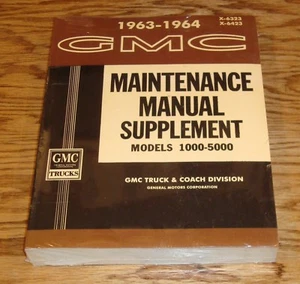 1963-1964
X-6323
X-6423
GMC
MAINTENANCE
MANUAL
SUPPLEMENT
MODELS 1000-5000
GMC
TRUCKS
GMC TRUCK & COACH DIVISION
GENERAL MOTORS CORPORATION